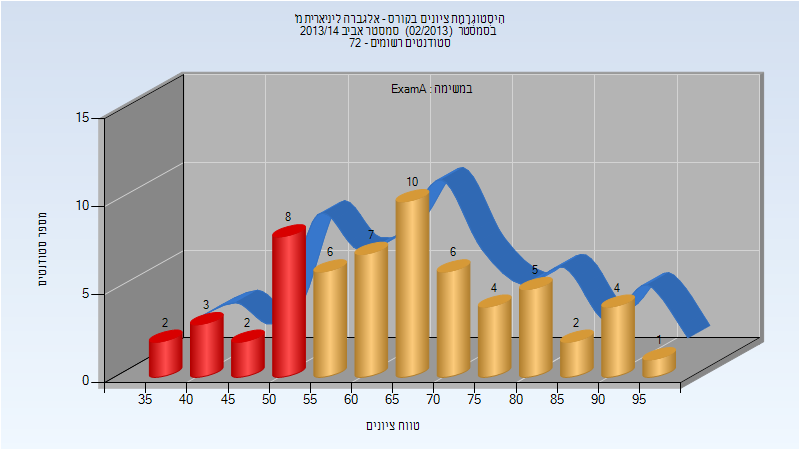 היסטוגרמת ציונים בקורס - אלגברה ליניארית מ'
בסמסטר (02/2013) סמסטר אביב 2013/14
סטודנטים רשומים - 72
במשימה : ExamA
מספר סטודנטים
15
10
5
0
2
3
2
8
6
7
10
6
4
5
2
4
1
35 40 45 50 55 60 65 70 75 80 85 90 95
טווח ציונים